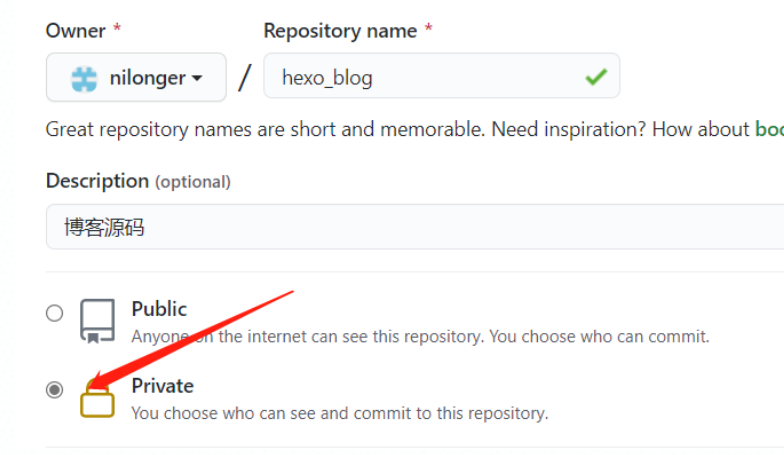 Owner * Repository name *
nilonger / hexo_blog
Great repository names are short and memorable. Need inspiration? How about
Description (optional)
博客源码
Public
Anyone on the internet can see this repository. You choose who can commit.
Private
You choose who can see and commit to this repository.